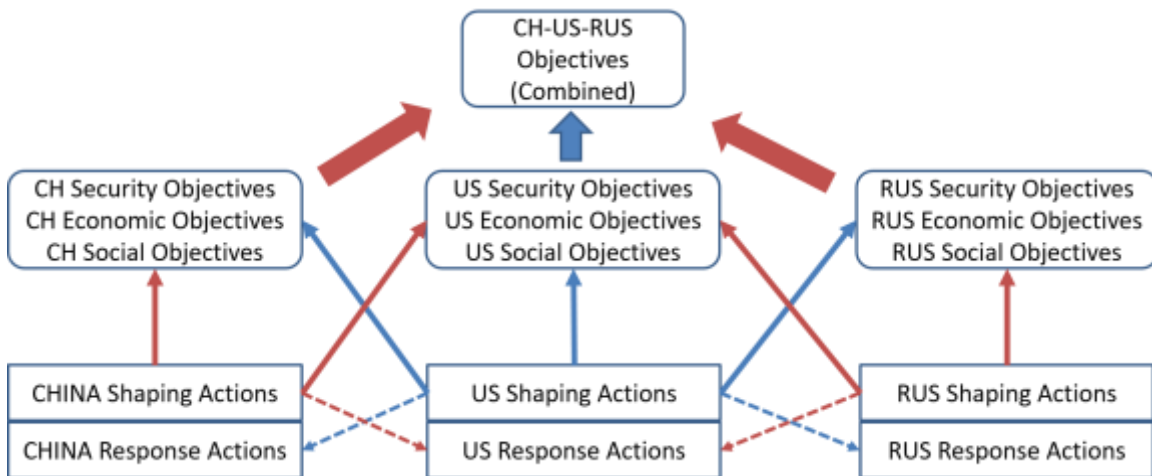 CH-US-RUS
Objectives
(Combined)
CH Security Objectives
CH Economic Objectives
CH Social Objectives
US Security Objectives
US Economic Objectives
US Social Objectives
RUS Security Objectives
RUS Economic Objectives
RUS Social Objectives
CHINA Shaping Actions
US Shaping Actions
RUS Shaping Actions
CHINA Response Actions
US Response Actions
RUS Response Actions